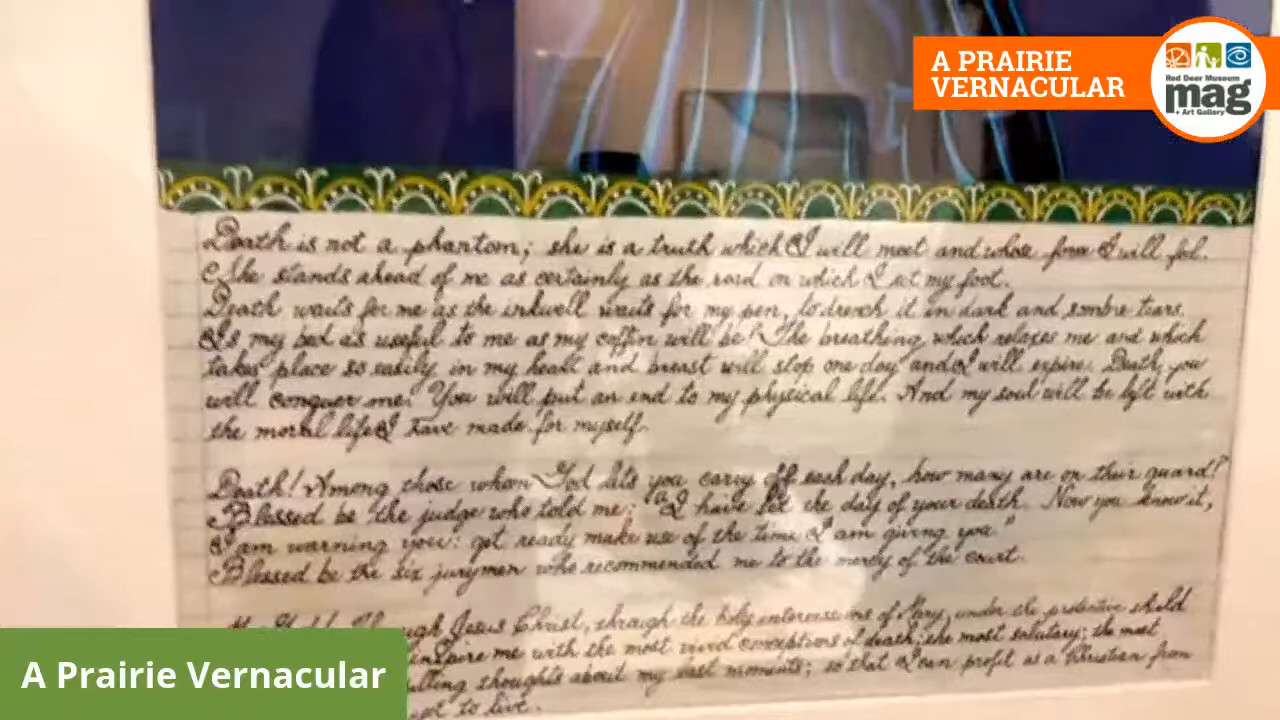 A PRAIRIE
VERNACULAR
Red Deer Museum
mag
+ Art Gallery
Death is not a phantom; she is a truth which I will meet and whose force I will
She stands ahead of me as certainly as the road on which I set my foot.
Death waits for me as the inkwell waits for my pen, to drench it in dark and sombre tears.
Is my bed as useful to me as my coffin will be? The breathing which relaxes me and which
takes place so easily in my heart and breast will stop one day and I will expire. Death, you
will conquer me! You will put an end to my physical life. And my soul will be left with
the moral life I have made for myself.
Death! Among those whom God lets you carry off each day, how many are on their guard?
Blessed be the judge who told me: "I have set the day of your death. Now you know it,
I am warning you: get ready make use of the time I am giving you."
Blessed be the six jurymen who recommended me to the mercy of the court.
Jesus Christ, through the holy intercessions of Mary, under the protective shield
inspire me with the most vivid conceptions of death; the most salutary; the most
thoughts about my last moments; so that I can profit as a Christian from
to live.
A Prairie Vernacular